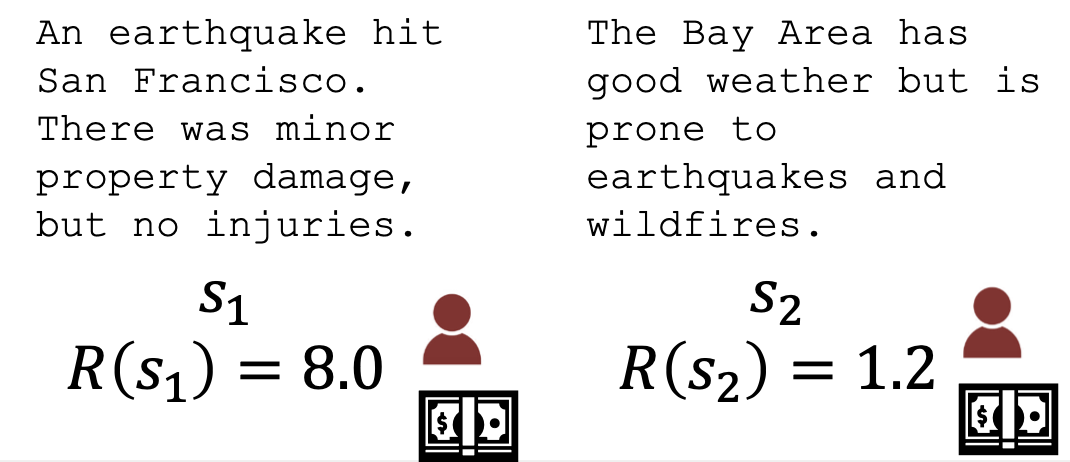 An earthquake hit
San Francisco.
There was minor
property damage,
but no injuries.
s₁
R(s₁) = 8.0
$
The Bay Area has
good weather but is
prone to
earthquakes and
wildfires.
s₂
R(s₂) = 1.2
$